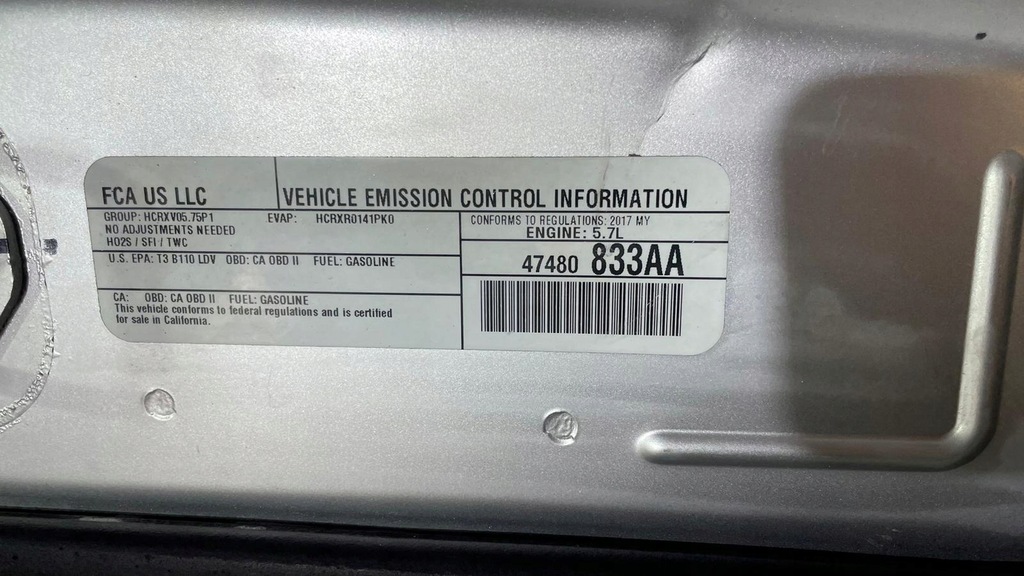 FCA US LLC
VEHICLE EMISSION CONTROL INFORMATION
GROUP: HCRXV05.75P1 EVAP: HCRXR0141PK0
NO ADJUSTMENTS NEEDED
HO2S / SFI / TWC
U.S. EPA: T3 B110 LDV OBD: CA OBD II FUEL: GASOLINE
CA: OBD: CA OBD II FUEL: GASOLINE
This vehicle conforms to federal regulations and is certified
for sale in California.
CONFORMS TO REGULATIONS: 2017 MY
ENGINE: 5.7L
47480 833AA